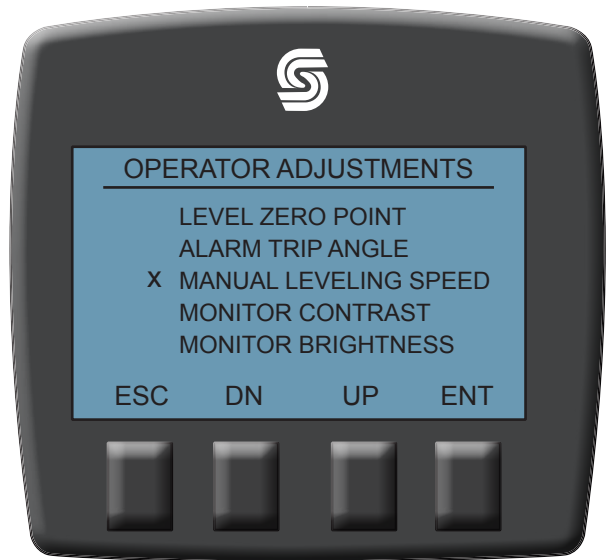 OPERATOR ADJUSTMENTS
LEVEL ZERO POINT
ALARM TRIP ANGLE
X MANUAL LEVELING SPEED
MONITOR CONTRAST
MONITOR BRIGHTNESS
ESC DN UP ENT